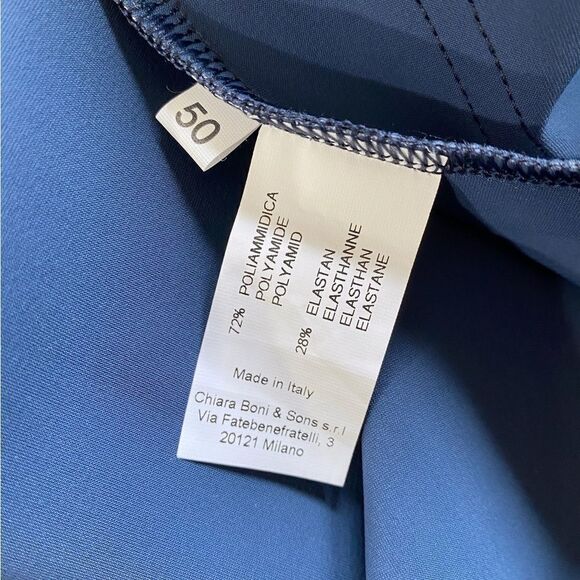 50
72% POLIAMMIDICA
POLYAMIDE
POLYAMID
28% ELASTAN
ELASTHANNE
ELASTHAN
ELASTANE
Made in Italy
Chiara Boni & Sons s.r.l
Via Fatebenefratelli, 3
20121 Milano